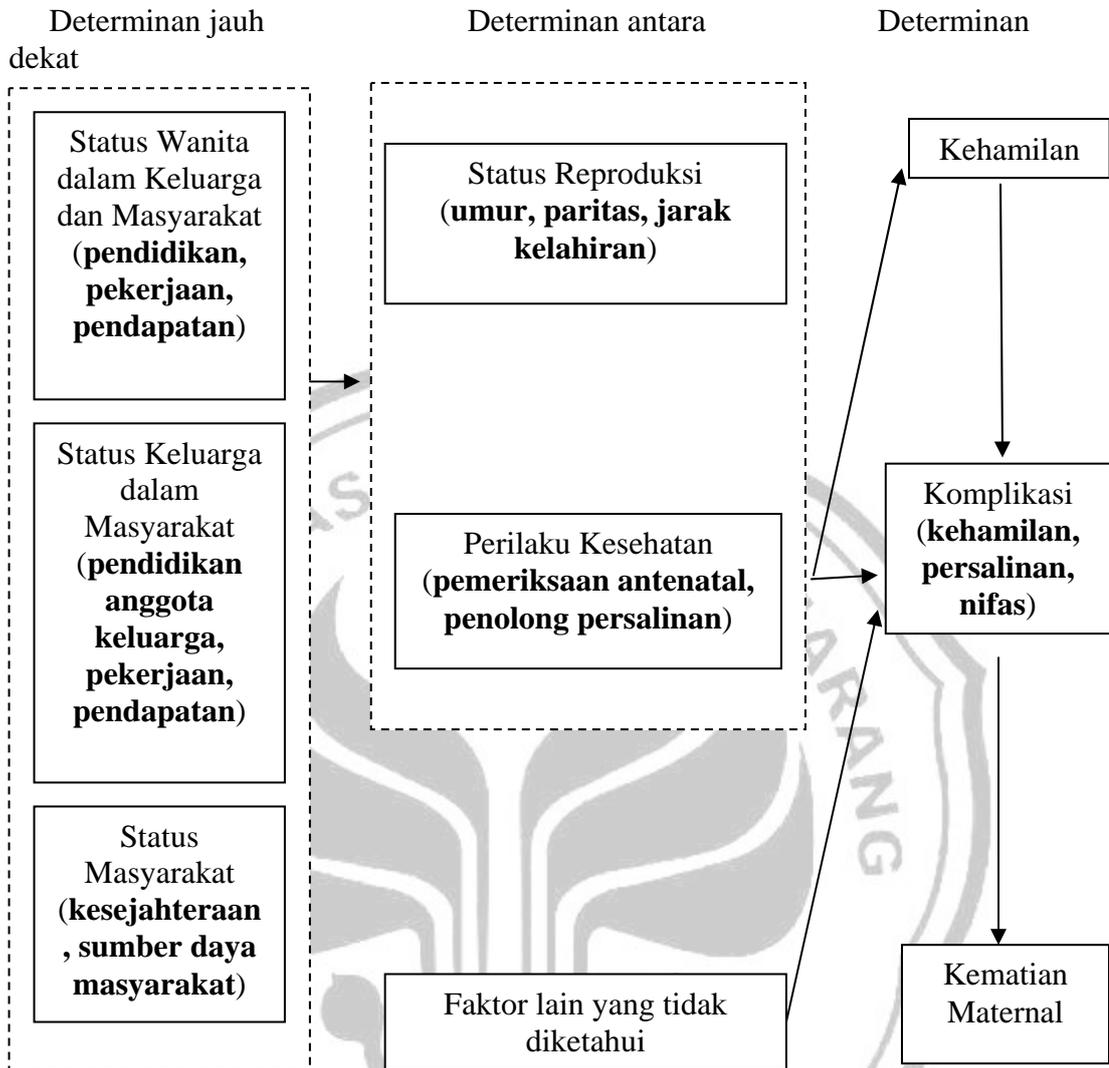 Determinan jauh Determinan antara Determinan
dekat
Status Wanita
dalam Keluarga
dan Masyarakat
(pendidikan,
pekerjaan,
pendapatan)
Status Keluarga
dalam
Masyarakat
(pendidikan
anggota
keluarga,
pekerjaan,
pendapatan)
Status
Masyarakat
(kesejahteraan
, sumber daya
masyarakat)
Status Reproduksi
(umur, paritas, jarak
kelahiran)
Perilaku Kesehatan
(pemeriksaan antenatal,
penolong persalinan)
Faktor lain yang tidak
diketahui
Kehamilan
Komplikasi
(kehamilan,
persalinan,
nifas)
Kematian
Maternal